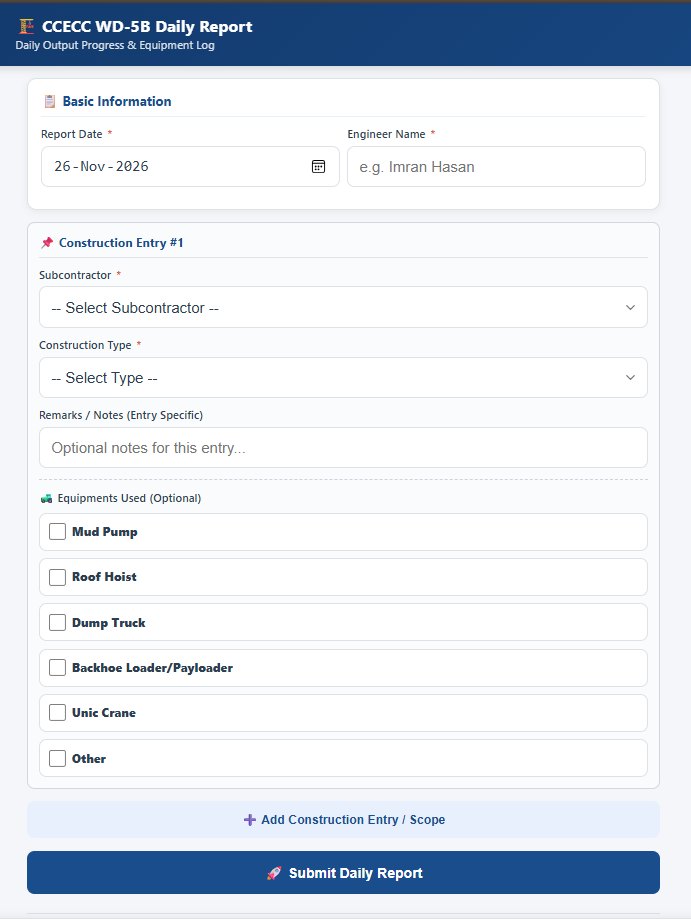 CCECC WD-5B Daily Report
Daily Output Progress & Equipment Log
Basic Information
Report Date *
Engineer Name *
26-Nov-2026
e.g. Imran Hasan
Construction Entry #1
Subcontractor *
-- Select Subcontractor --
Construction Type *
-- Select Type --
Remarks / Notes (Entry Specific)
Optional notes for this entry...
Equipments Used (Optional)
Mud Pump
Roof Hoist
Dump Truck
Backhoe Loader/Payloader
Unic Crane
Other
Add Construction Entry / Scope
Submit Daily Report